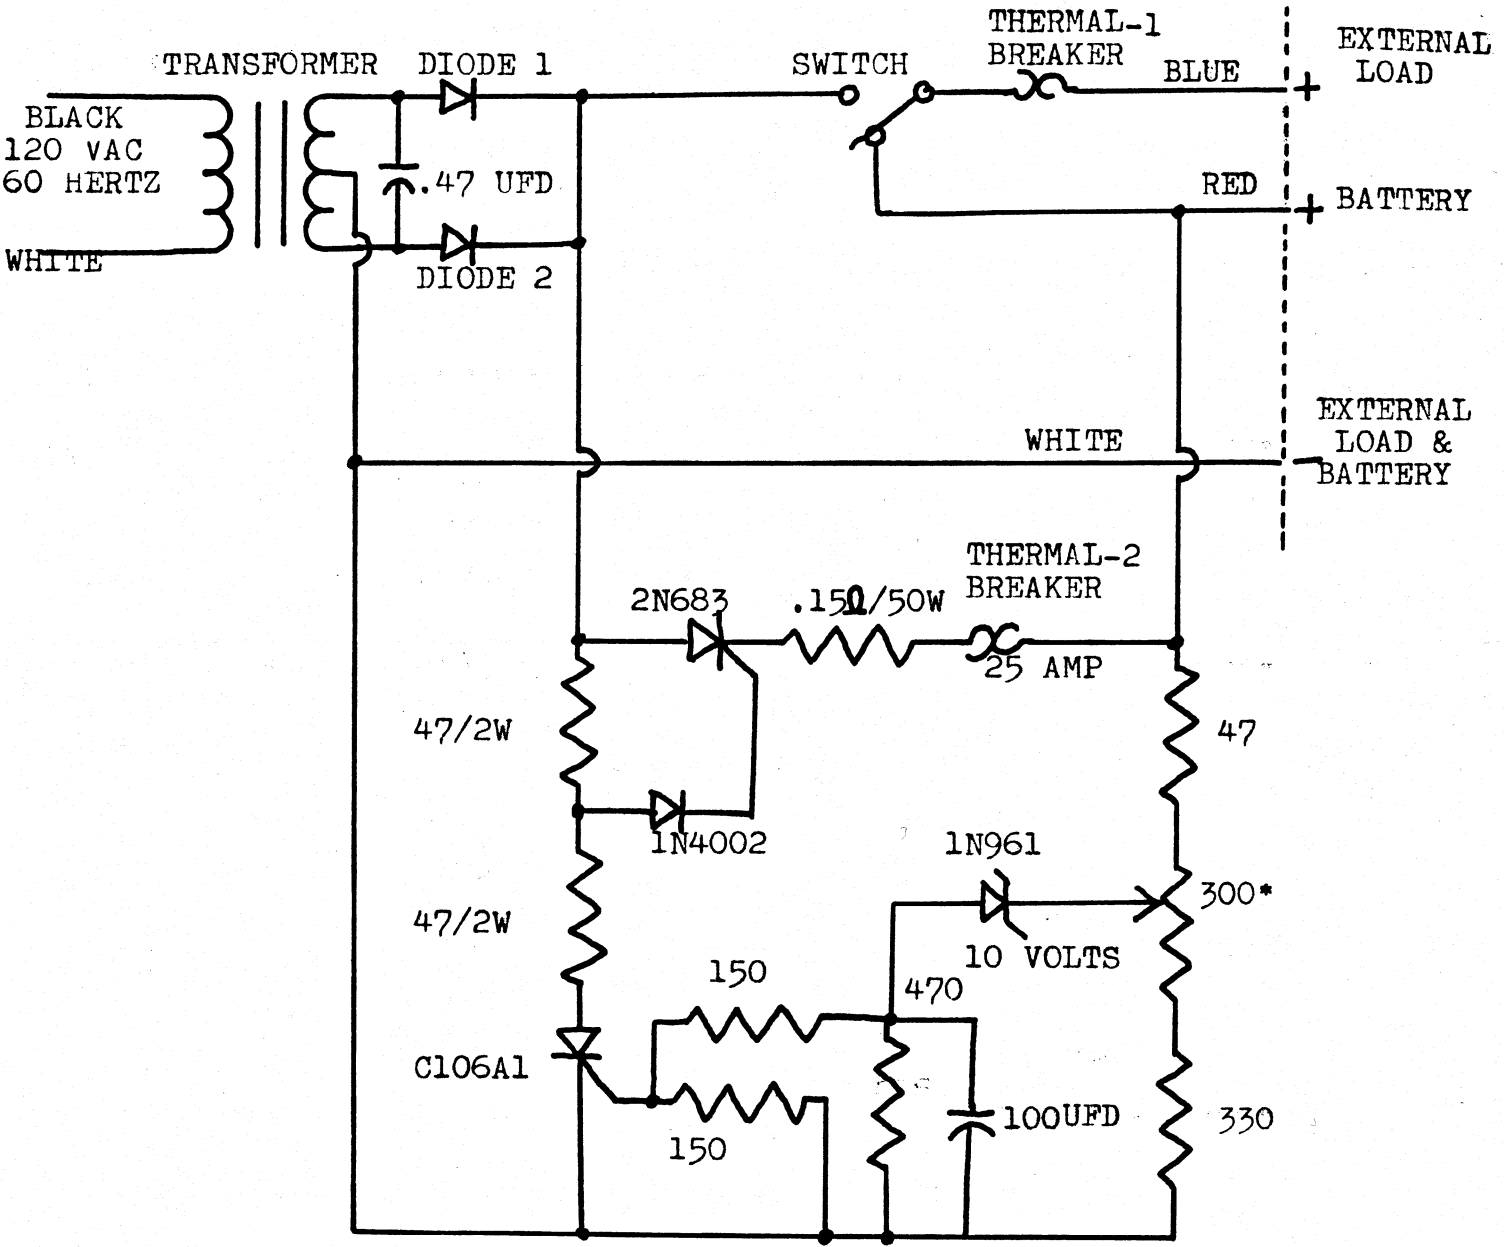 THERMAL-1
BREAKER
EXTERNAL
LOAD
TRANSFORMER
DIODE 1
SWITCH
BLUE
+
BLACK
120 VAC
60 HERTZ
.47 UFD
RED
+ BATTERY
WHITE
DIODE 2
WHITE
EXTERNAL
LOAD &
BATTERY
-
THERMAL-2
BREAKER
2N683
.15Ω/50W
25 AMP
47/2W
47
1N4002
1N961
300*
47/2W
10 VOLTS
150
470
C106A1
100UFD
330
150